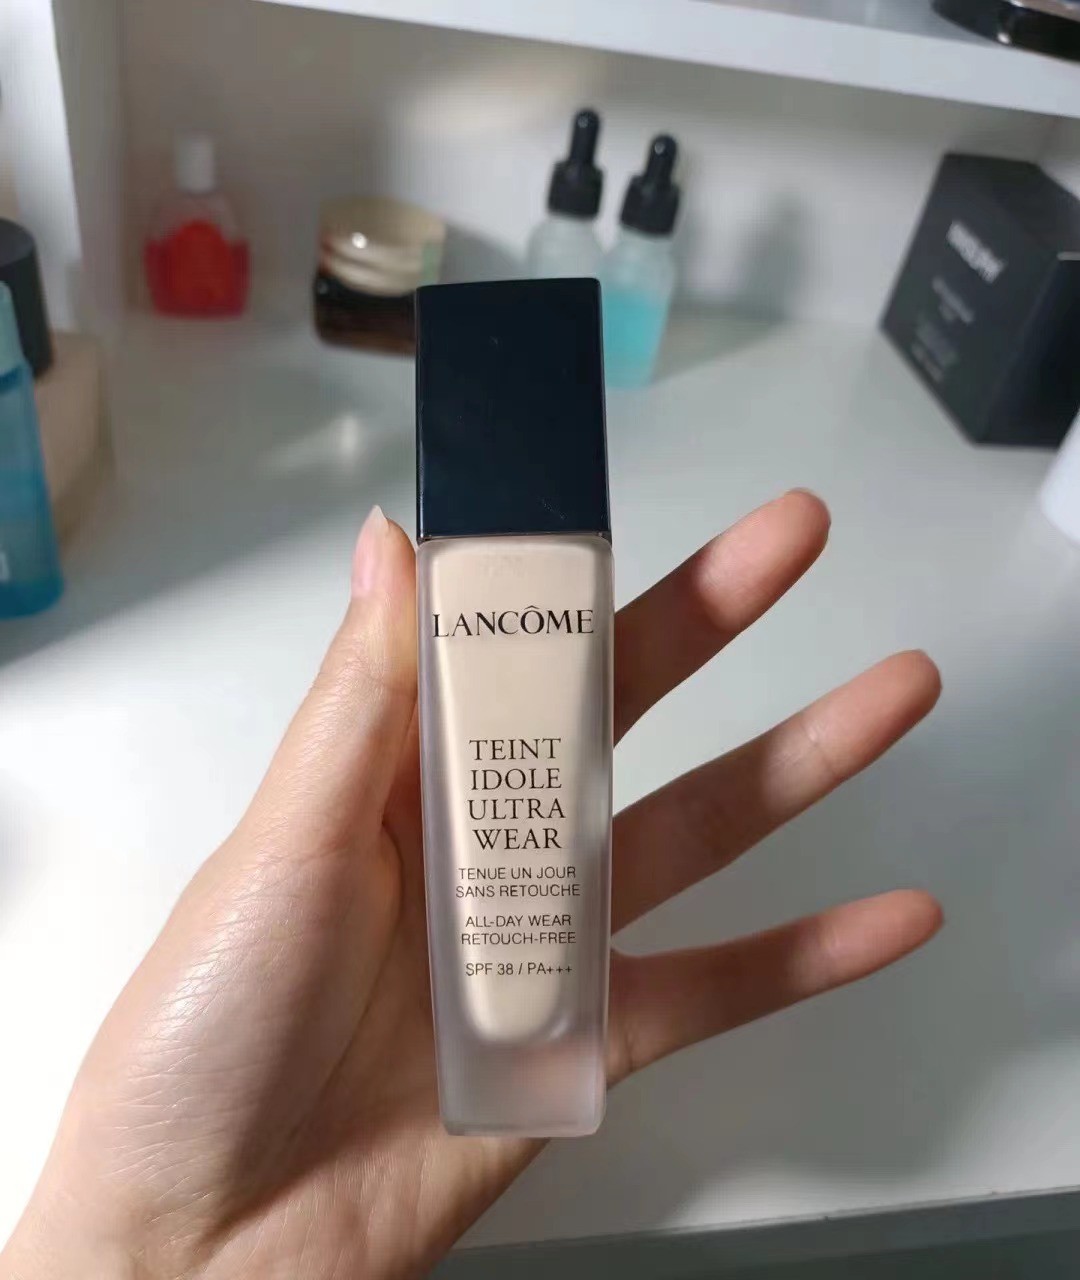 LANCÔME
TEINT
IDOLE
ULTRA
WEAR
TENUE UN JOUR
SANS RETOUCHE
ALL-DAY WEAR
RETOUCH-FREE
SPF 38 / PA+++